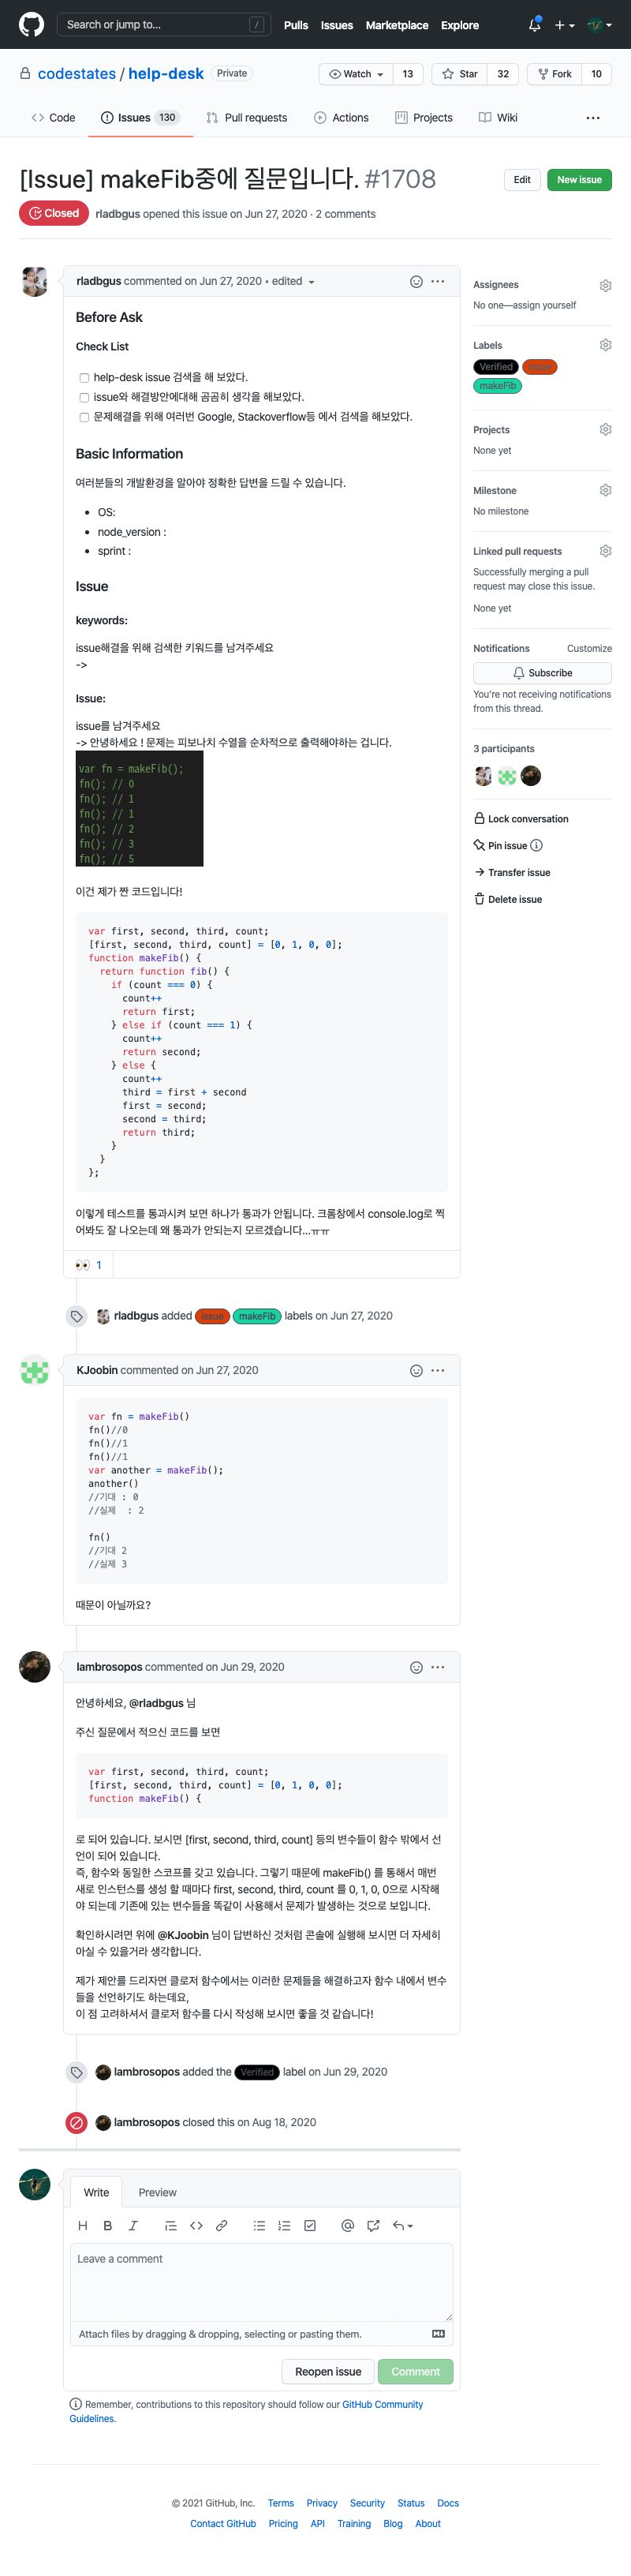 Search or jump to...
/
Pulls
Issues
Marketplace
Explore
codestates / help-desk
Private
Watch
13
Star
32
Fork
10
Code
Issues 130
Pull requests
Actions
Projects
Wiki
[Issue] makeFib중에 질문입니다. #1708
Edit
New issue
Closed
rladbgus opened this issue on Jun 27, 2020 · 2 comments
rladbgus commented on Jun 27, 2020 • edited
Before Ask
Check List
help-desk issue 검색을 해 보았다.
issue와 해결방안에대해 곰곰히 생각을 해보았다.
문제해결을 위해 여러번 Google, Stackoverflow등 에서 검색을 해보았다.
Basic Information
여러분들의 개발환경을 알아야 정확한 답변을 드릴 수 있습니다.
• OS:
• node_version :
• sprint :
Issue
keywords:
issue해결을 위해 검색한 키워드를 남겨주세요
->
Issue:
issue를 남겨주세요
-> 안녕하세요 ! 문제는 피보나치 수열을 순차적으로 출력해야하는 겁니다.
var fn = makeFib();
fn(); // 0
fn(); // 1
fn(); // 1
fn(); // 2
fn(); // 3
fn(); // 5
이건 제가 짠 코드입니다!
var first, second, third, count;
[first, second, third, count] = [0, 1, 0, 0];
function makeFib() {
return function fib() {
if (count === 0) {
count++
return first;
} else if (count === 1) {
count++
return second;
} else {
count++
third = first + second
first = second;
second = third;
return third;
}
}
};
이렇게 테스트를 통과시켜 보면 하나가 통과가 안됩니다. 크롬창에서 console.log로 찍
어봐도 잘 나오는데 왜 통과가 안되는지 모르겠습니다...ㅠㅠ
1
rladbgus added issue makeFib labels on Jun 27, 2020
KJoobin commented on Jun 27, 2020
var fn = makeFib()
fn()//0
fn()//1
fn()//1
var another = makeFib();
another()
//기대 : 0
//실제 : 2
fn()
//기대 2
//실제 3
때문이 아닐까요?
lambrosopos commented on Jun 29, 2020
안녕하세요, @rladbgus 님
주신 질문에서 적으신 코드를 보면
var first, second, third, count;
[first, second, third, count] = [0, 1, 0, 0];
function makeFib() {
로 되어 있습니다. 보시면 [first, second, third, count] 등의 변수들이 함수 밖에서 선
언이 되어 있습니다.
즉, 함수와 동일한 스코프를 갖고 있습니다. 그렇기 때문에 makeFib() 를 통해서 매번
새로 인스턴스를 생성 할 때마다 first, second, third, count 를 0, 1, 0, 0으로 시작해
야 되는데 기존에 있는 변수들을 똑같이 사용해서 문제가 발생하는 것으로 보입니다.
확인하시려면 위에 @KJoobin 님이 답변하신 것처럼 콘솔에 실행해 보시면 더 자세히
아실 수 있을거라 생각합니다.
제가 제안를 드리자면 클로저 함수에서는 이러한 문제들을 해결하고자 함수 내에서 변수
들을 선언하기도 하는데요,
이 점 고려하셔서 클로저 함수를 다시 작성해 보시면 좋을 것 같습니다!
lambrosopos added the Verified label on Jun 29, 2020
lambrosopos closed this on Aug 18, 2020
Write
Preview
Leave a comment
Attach files by dragging & dropping, selecting or pasting them.
Reopen issue
Comment
Remember, contributions to this repository should follow our GitHub Community
Guidelines.
Assignees
No one—assign yourself
Labels
Verified
issue
makeFib
Projects
None yet
Milestone
No milestone
Linked pull requests
Successfully merging a pull
request may close this issue.
None yet
Notifications
Customize
Subscribe
You're not receiving notifications
from this thread.
3 participants
Lock conversation
Pin issue
Transfer issue
Delete issue
© 2021 GitHub, Inc.
Terms
Privacy
Security
Status
Docs
Contact GitHub
Pricing
API
Training
Blog
About